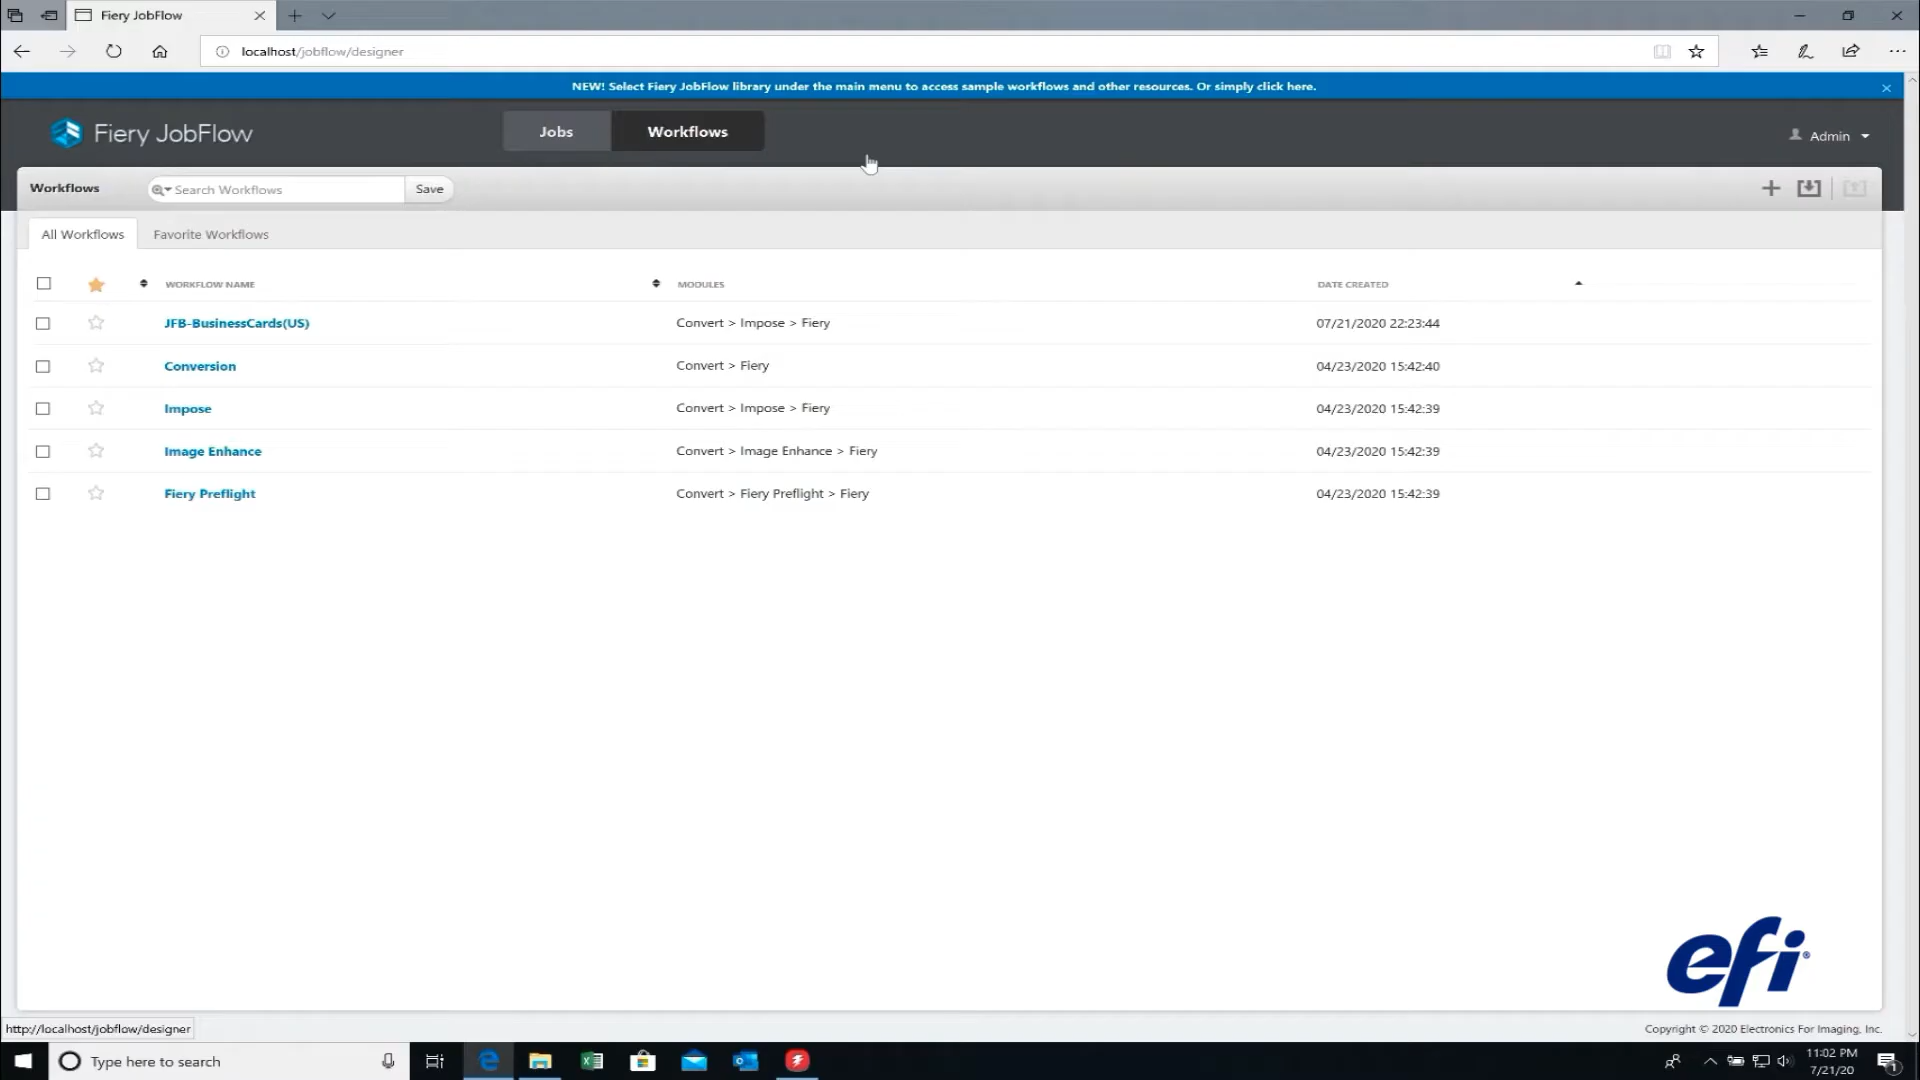 Fiery JobFlow
localhost/jobflow/designer
NEW! Select Fiery JobFlow library under the main menu to access sample workflows and other resources. Or simply click here.
Fiery JobFlow
Jobs
Workflows
Admin
Workflows
Search Workflows
Save
All Workflows
Favorite Workflows
WORKFLOW NAME
MODULES
DATE CREATED
JFB-BusinessCards(US)
Convert > Impose > Fiery
07/21/2020 22:23:44
Conversion
Convert > Fiery
04/23/2020 15:42:40
Impose
Convert > Impose > Fiery
04/23/2020 15:42:39
Image Enhance
Convert > Image Enhance > Fiery
04/23/2020 15:42:39
Fiery Preflight
Convert > Fiery Preflight > Fiery
04/23/2020 15:42:39
efi®
http://localhost/jobflow/designer
Copyright © 2020 Electronics For Imaging, Inc.
Type here to search
11:02 PM
7/21/20
1